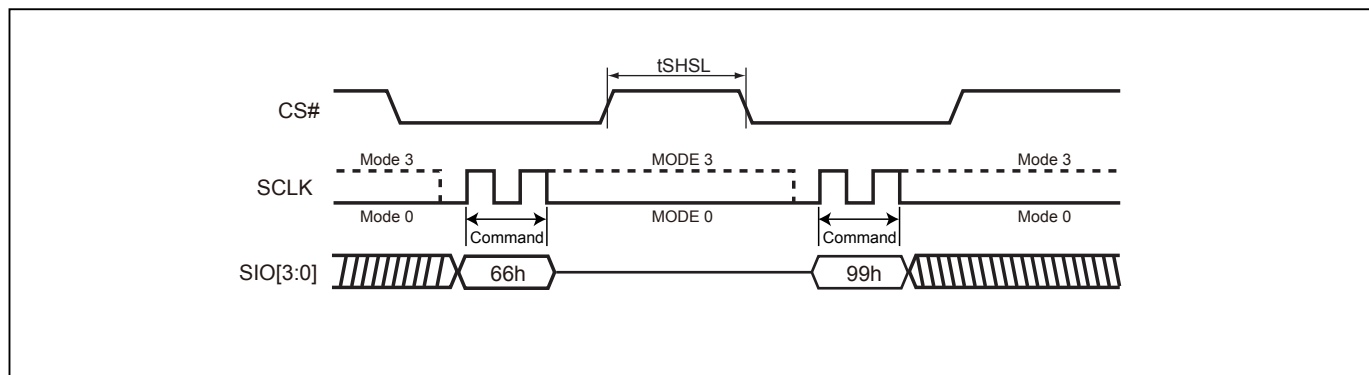 tSHSL
CS#
Mode 3 MODE 3 Mode 3
SCLK
Mode 0 MODE 0 Mode 0
Command Command
SIO[3:0] 66h 99h